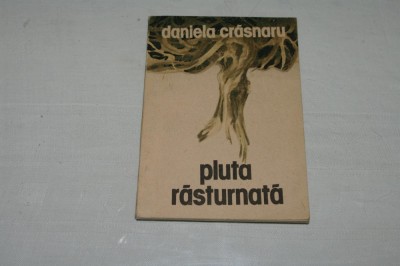 daniela crăsnaru
pluta
răsturnată